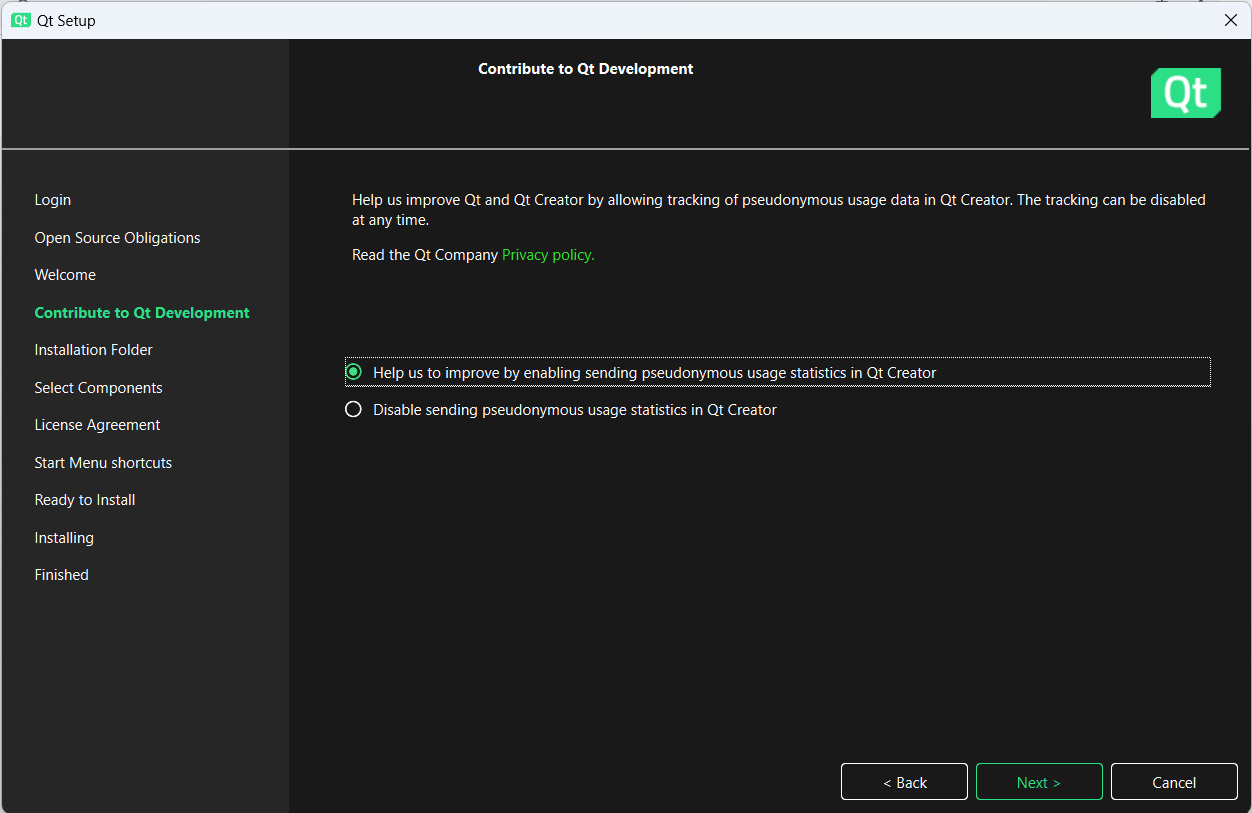 Qt Qt Setup
Contribute to Qt Development
Qt
Login
Open Source Obligations
Welcome
Contribute to Qt Development
Installation Folder
Select Components
License Agreement
Start Menu shortcuts
Ready to Install
Installing
Finished
Help us improve Qt and Qt Creator by allowing tracking of pseudonymous usage data in Qt Creator. The tracking can be disabled
at any time.
Read the Qt Company Privacy policy.
Help us to improve by enabling sending pseudonymous usage statistics in Qt Creator
Disable sending pseudonymous usage statistics in Qt Creator
< Back
Next >
Cancel